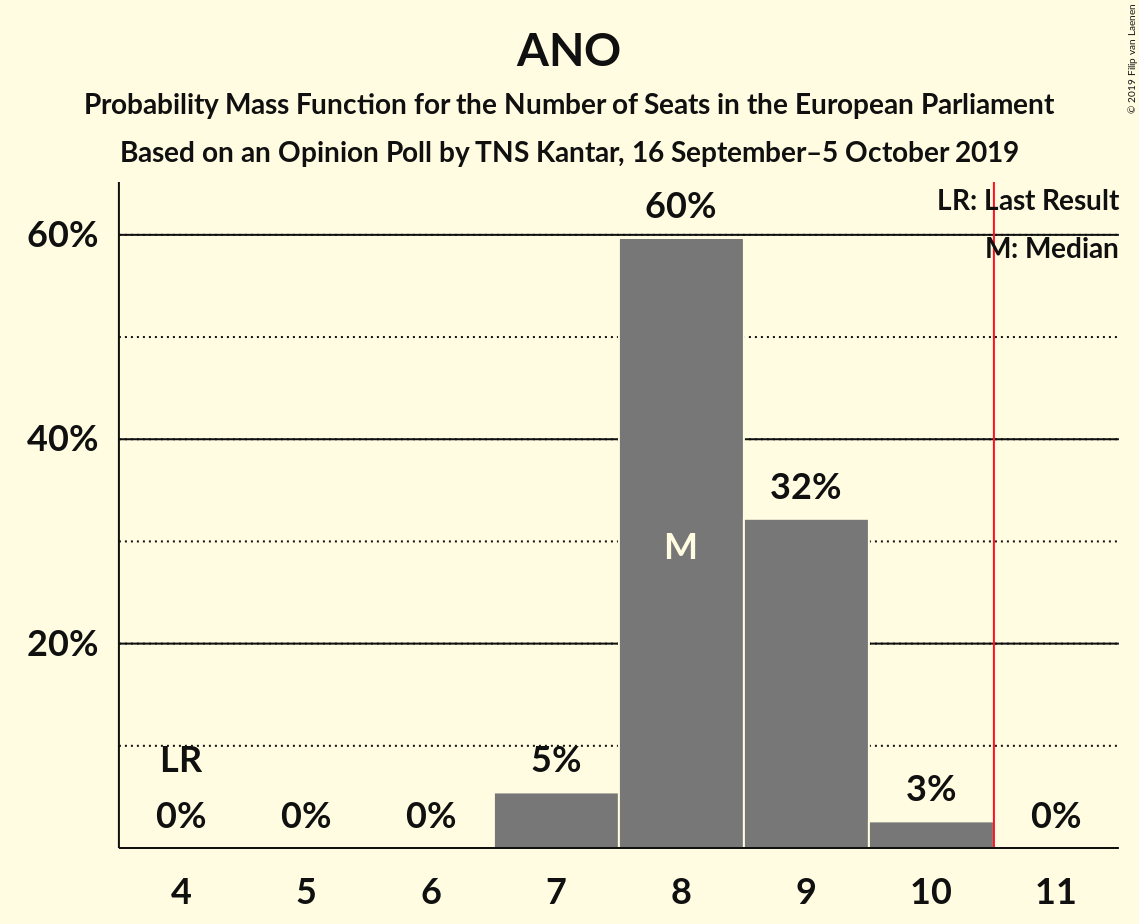 ANO
Probability Mass Function for the Number of Seats in the European Parliament
Based on an Opinion Poll by TNS Kantar, 16 September–5 October 2019
© 2019 Filip van Laenen
LR: Last Result
M: Median
60%
40%
20%
60%
32%
M
LR
5%
3%
0%
0%
0%
0%
4 5 6 7 8 9 10 11